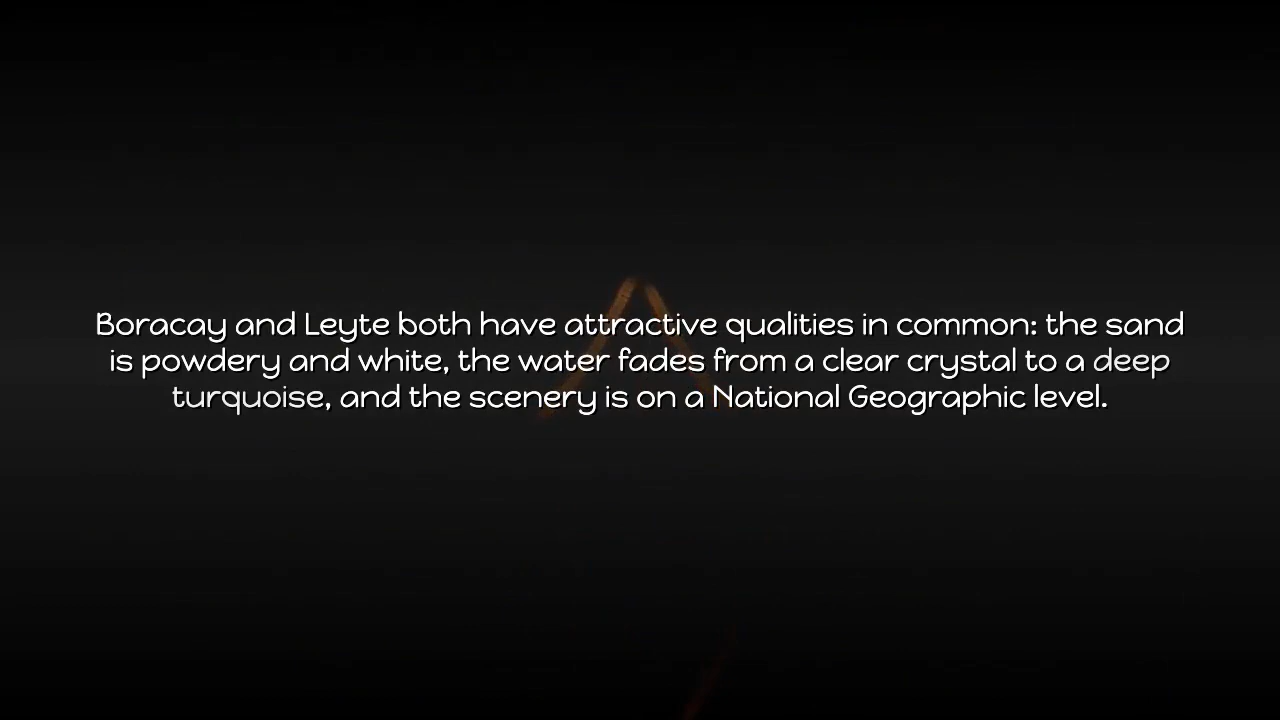 Boracay and Leyte both have attractive qualities in common: the sand
is powdery and white, the water fades from a clear crystal to a deep
turquoise, and the scenery is on a National Geographic level.